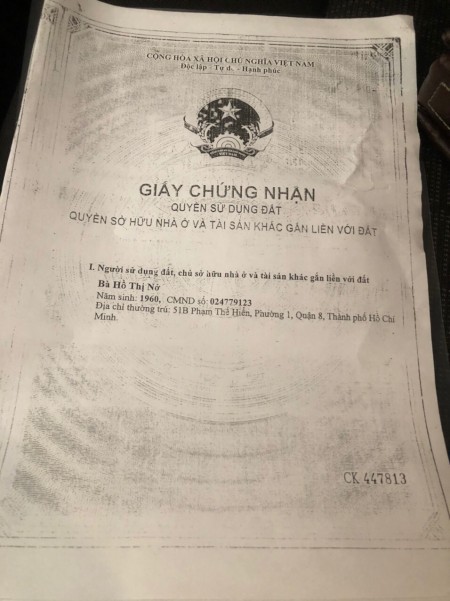 CỘNG HÒA XÃ HỘI CHỦ NGHĨA VIỆT NAM
Độc lập - Tự do - Hạnh phúc
GIẤY CHỨNG NHẬN
QUYỀN SỬ DỤNG ĐẤT
QUYỀN SỞ HỮU NHÀ Ở VÀ TÀI SẢN KHÁC GẮN LIỀN VỚI ĐẤT
I. Người sử dụng đất, chủ sở hữu nhà ở và tài sản khác gắn liền với đất
Bà Hồ Thị Nớ
Năm sinh: 1960, CMND số: 024779123
Địa chỉ thường trú: 51B Phạm Thế Hiển, Phường 1, Quận 8, Thành phố Hồ Chí
Minh.
CK 447813